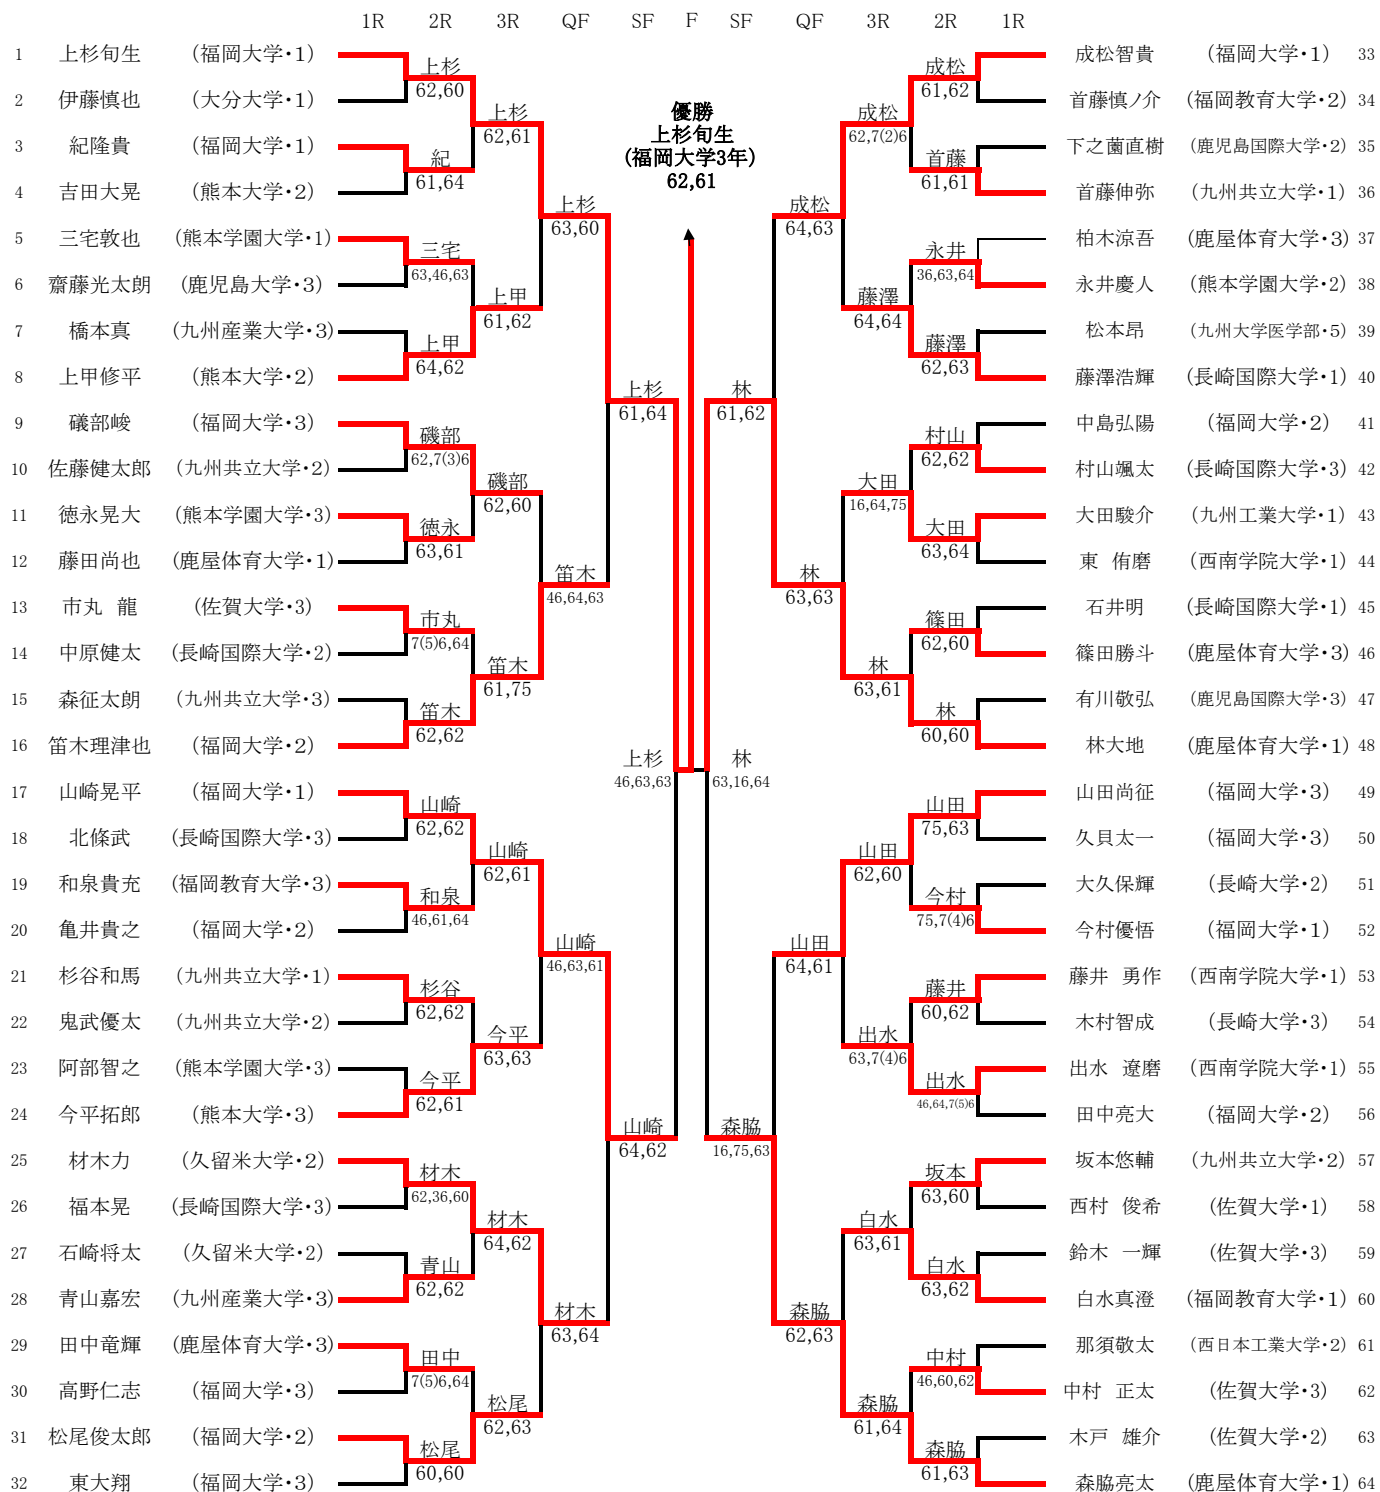 1R 2R 3R QF SF F SF QF 3R 2R 1R
1 上杉旬生 (福岡大学・1)
2 伊藤慎也 (大分大学・1)
3 紀隆貴 (福岡大学・1)
4 吉田大晃 (熊本大学・2)
5 三宅敦也 (熊本学園大学・1)
6 齋藤光太朗 (鹿児島大学・3)
7 橋本真 (九州産業大学・3)
8 上甲修平 (熊本大学・2)
9 礒部峻 (福岡大学・3)
10 佐藤健太郎 (九州共立大学・2)
11 徳永晃大 (熊本学園大学・3)
12 藤田尚也 (鹿屋体育大学・1)
13 市丸 龍 (佐賀大学・3)
14 中原健太 (長崎国際大学・2)
15 森征太朗 (九州共立大学・3)
16 笛木理津也 (福岡大学・2)
17 山崎晃平 (福岡大学・1)
18 北條武 (長崎国際大学・3)
19 和泉貴充 (福岡教育大学・3)
20 亀井貴之 (福岡大学・2)
21 杉谷和馬 (九州共立大学・1)
22 鬼武優太 (九州共立大学・2)
23 阿部智之 (熊本学園大学・3)
24 今平拓郎 (熊本大学・3)
25 材木力 (久留米大学・2)
26 福本晃 (長崎国際大学・3)
27 石崎将太 (久留米大学・2)
28 青山嘉宏 (九州産業大学・3)
29 田中竜輝 (鹿屋体育大学・3)
30 高野仁志 (福岡大学・3)
31 松尾俊太郎 (福岡大学・2)
32 東大翔 (福岡大学・3)
上杉
62,60
紀
61,64
三宅
63,46,63
上甲
64,62
磯部
62,7(3)6
徳永
63,61
市丸
7(5)6,64
笛木
62,62
山崎
62,62
和泉
46,61,64
杉谷
62,62
今平
62,61
材木
62,36,60
青山
62,62
田中
7(5)6,64
松尾
60,60
上杉
62,61
上甲
61,62
磯部
62,60
笛木
61,75
山崎
62,61
今平
63,63
材木
64,62
松尾
62,63
上杉
63,60
笛木
46,64,63
山崎
46,63,61
材木
63,64
上杉
61,64
山崎
64,62
上杉
46,63,63
優勝
上杉旬生
(福岡大学3年)
62,61
林
63,16,64
林
61,62
森脇
16,75,63
成松
64,63
林
63,63
山田
64,61
森脇
62,63
成松
62,7(2)6
藤澤
64,64
大田
16,64,75
林
63,61
山田
62,60
出水
63,7(4)6
白水
63,61
森脇
61,64
成松
61,62
首藤
61,61
永井
36,63,64
藤澤
62,63
村山
62,62
大田
63,64
篠田
62,60
林
60,60
山田
75,63
今村
75,7(4)6
藤井
60,62
出水
46,64,7(5)6
坂本
63,60
白水
63,62
中村
46,60,62
森脇
61,63
成松智貴 (福岡大学・1) 33
首藤慎ノ介 (福岡教育大学・2) 34
下之薗直樹 (鹿児島国際大学・2) 35
首藤伸弥 (九州共立大学・1) 36
柏木涼吾 (鹿屋体育大学・3) 37
永井慶人 (熊本学園大学・2) 38
松本昂 (九州大学医学部・5) 39
藤澤浩輝 (長崎国際大学・1) 40
中島弘陽 (福岡大学・2) 41
村山颯太 (長崎国際大学・3) 42
大田駿介 (九州工業大学・1) 43
東 侑磨 (西南学院大学・1) 44
石井明 (長崎国際大学・1) 45
篠田勝斗 (鹿屋体育大学・3) 46
有川敬弘 (鹿児島国際大学・3) 47
林大地 (鹿屋体育大学・1) 48
山田尚征 (福岡大学・3) 49
久貝太一 (福岡大学・3) 50
大久保輝 (長崎大学・2) 51
今村優悟 (福岡大学・1) 52
藤井 勇作 (西南学院大学・1) 53
木村智成 (長崎大学・3) 54
出水 遼磨 (西南学院大学・1) 55
田中亮大 (福岡大学・2) 56
坂本悠輔 (九州共立大学・2) 57
西村 俊希 (佐賀大学・1) 58
鈴木 一輝 (佐賀大学・3) 59
白水真澄 (福岡教育大学・1) 60
那須敬太 (西日本工業大学・2) 61
中村 正太 (佐賀大学・3) 62
木戸 雄介 (佐賀大学・2) 63
森脇亮太 (鹿屋体育大学・1) 64